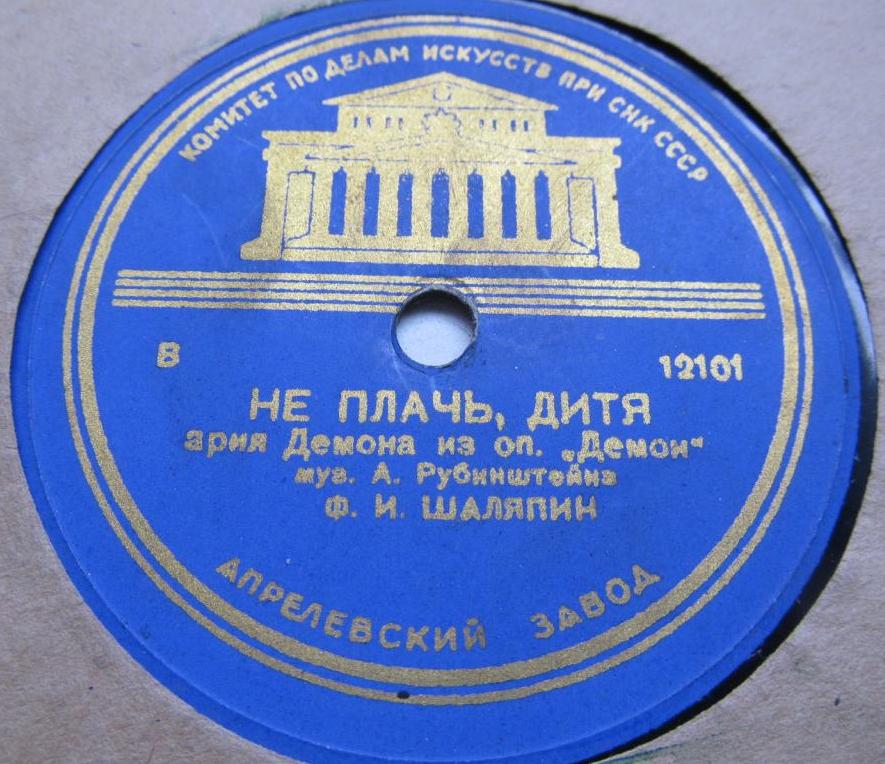 КОМИТЕТ ПО ДЕЛАМ ИСКУССТВ ПРИ СНК СССР
В 12101
НЕ ПЛАЧЬ, ДИТЯ
ария Демона из оп. „Демон“
муз. А. Рубинштейна
Ф. И. ШАЛЯПИН
АПРЕЛЕВСКИЙ ЗАВОД